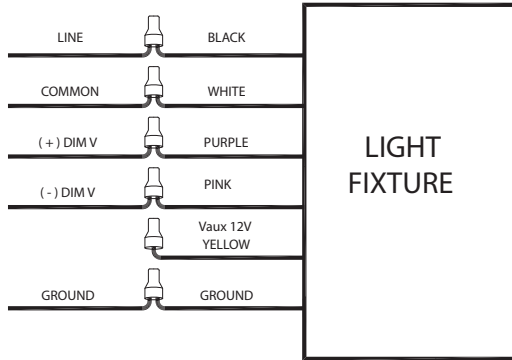 LINE BLACK
COMMON WHITE
( + ) DIM V PURPLE
( - ) DIM V PINK
Vaux 12V
YELLOW
GROUND GROUND
LIGHT
FIXTURE